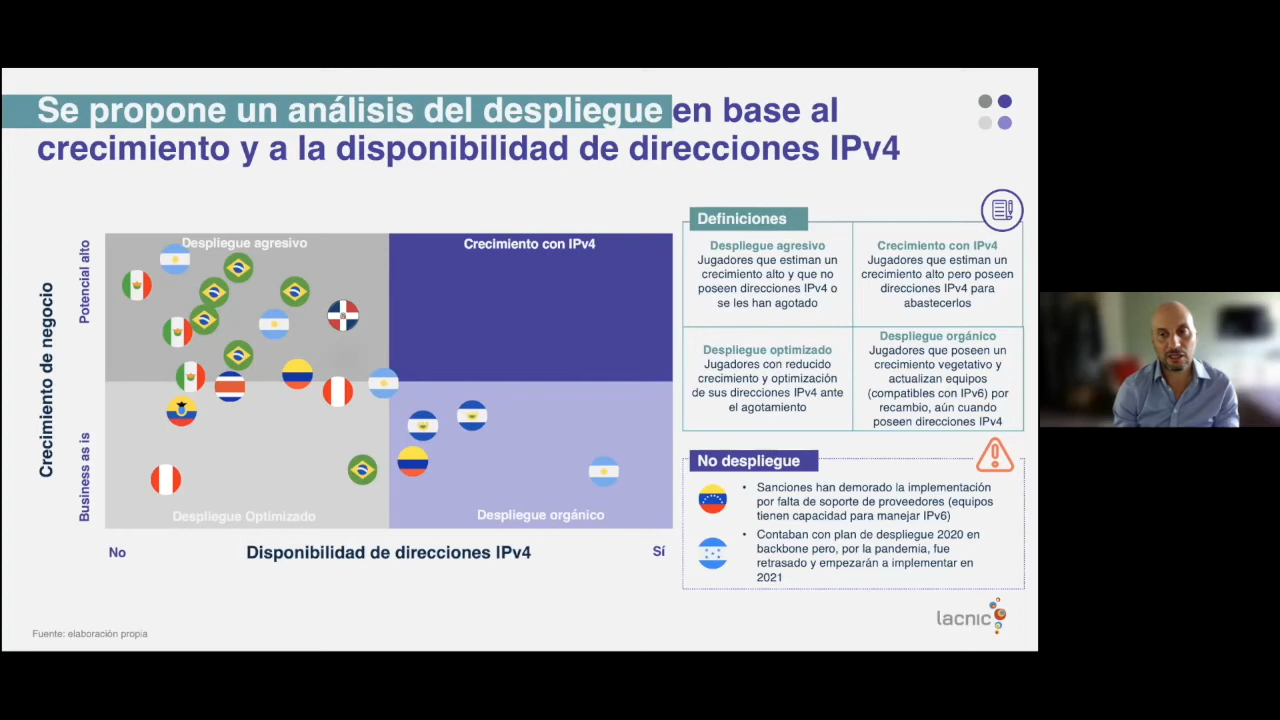 Se propone un análisis del despliegue en base al
crecimiento y a la disponibilidad de direcciones IPv4
Crecimiento de negocio
Potencial alto
Business as is
Despliegue agresivo
Crecimiento con IPv4
Despliegue Optimizado
Despliegue orgánico
No
Disponibilidad de direcciones IPv4
Sí
Definiciones
Despliegue agresivo
Jugadores que estiman un
crecimiento alto y que no
poseen direcciones IPv4 o
se les han agotado
Crecimiento con IPv4
Jugadores que estiman un
crecimiento alto pero poseen
direcciones IPv4 para
abastecerlos
Despliegue optimizado
Jugadores con reducido
crecimiento y optimización
de sus direcciones IPv4 ante
el agotamiento
Despliegue orgánico
Jugadores que poseen un
crecimiento vegetativo y
actualizan equipos
(compatibles con IPv6) por
recambio, aún cuando
poseen direcciones IPv4
No despliegue
• Sanciones han demorado la implementación
por falta de soporte de proveedores (equipos
tienen capacidad para manejar IPv6)
• Contaban con plan de despliegue 2020 en
backbone pero, por la pandemia, fue
retrasado y empezarán a implementar en
2021
lacnic
Fuente: elaboración propia